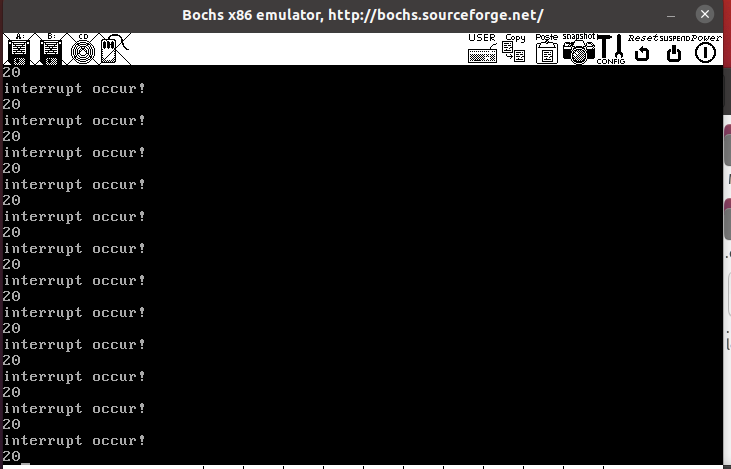 Bochs x86 emulator, http://bochs.sourceforge.net/
A: B: CD USER Copy Paste snapshot CONFIG Reset SUSPEND Power
20
interrupt occur!
20
interrupt occur!
20
interrupt occur!
20
interrupt occur!
20
interrupt occur!
20
interrupt occur!
20
interrupt occur!
20
interrupt occur!
20
interrupt occur!
20
interrupt occur!
20
interrupt occur!
20
interrupt occur!
20